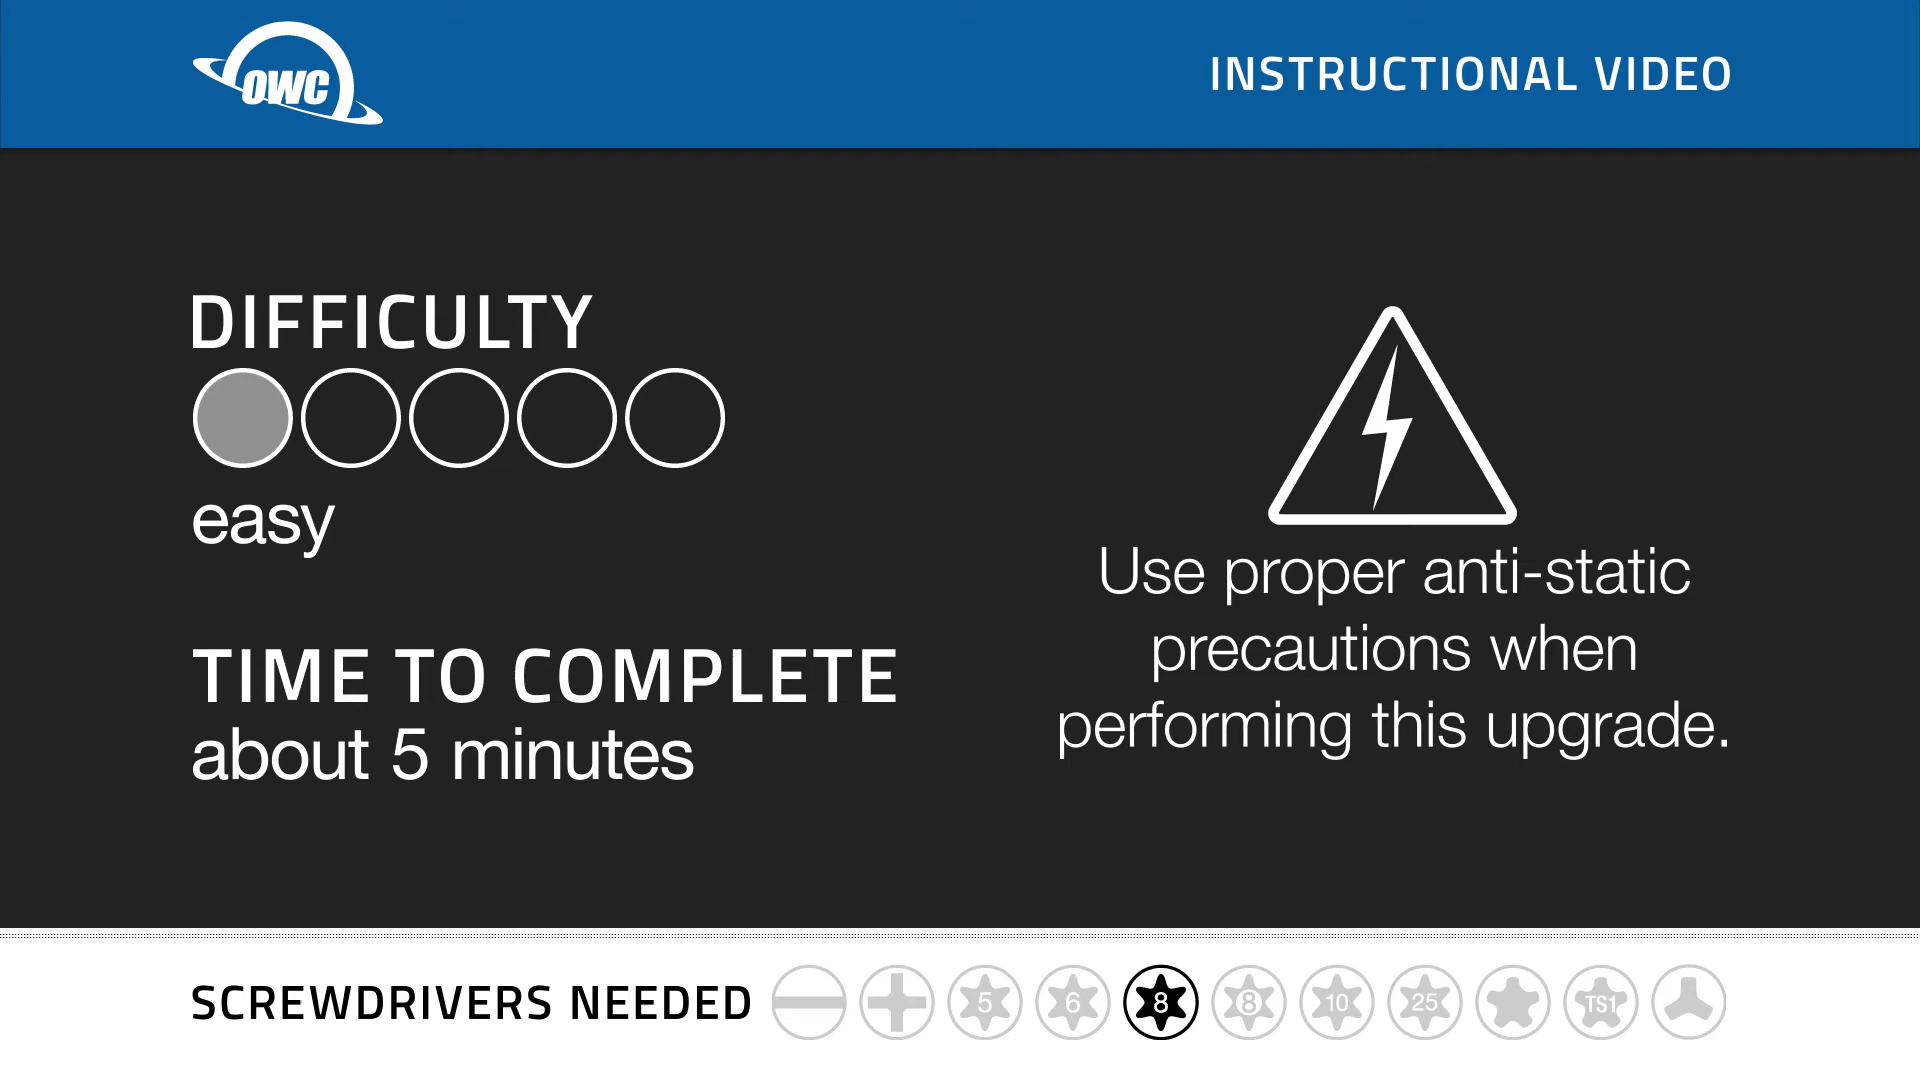 OWC
INSTRUCTIONAL VIDEO
DIFFICULTY
easy
TIME TO COMPLETE
about 5 minutes
Use proper anti-static
precautions when
performing this upgrade.
SCREWDRIVERS NEEDED 5 6 8 8 10 25 TS1